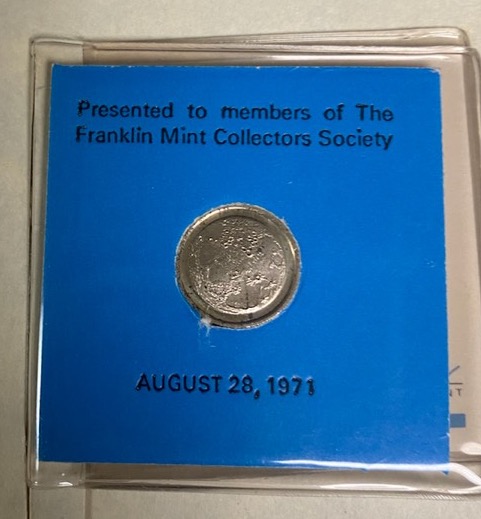 Presented to members of The
Franklin Mint Collectors Society
AUGUST 28, 1971